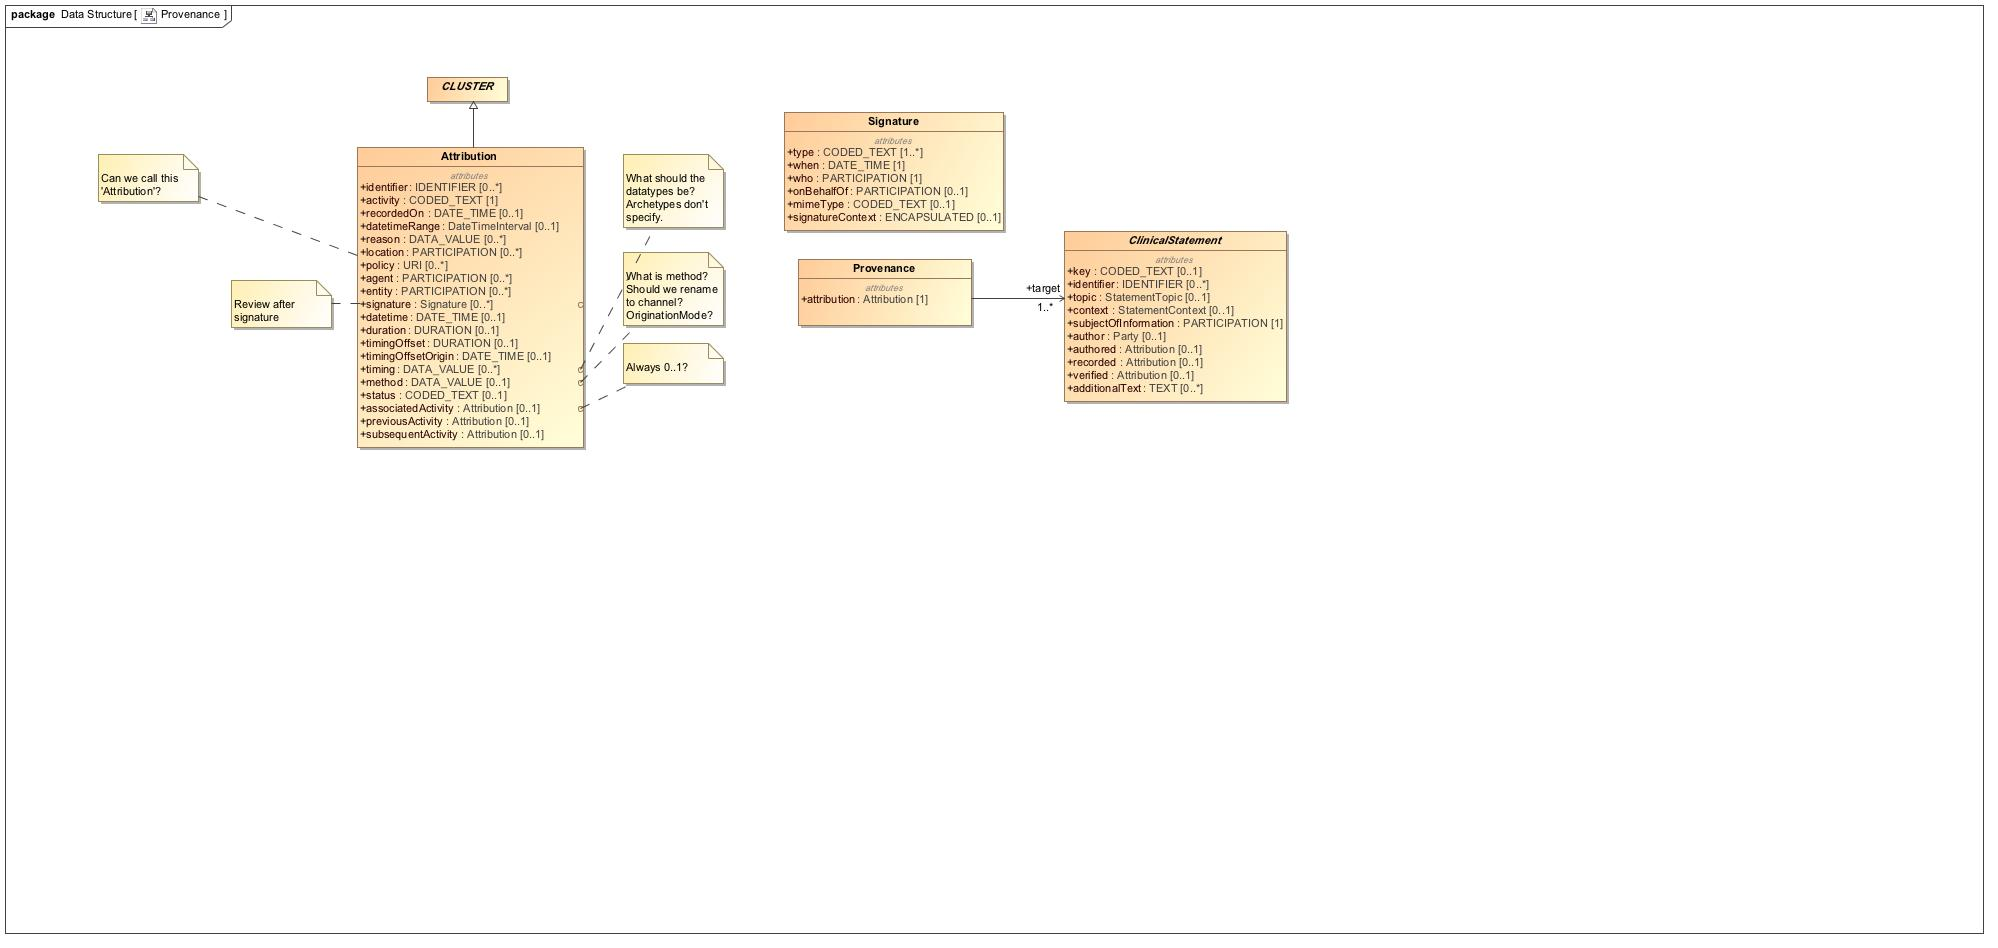 package Data Structure [ Provenance ]
CLUSTER
Attribution
attributes
+identifier : IDENTIFIER [0..*]
+activity : CODED_TEXT [1]
+recordedOn : DATE_TIME [0..1]
+datetimeRange : DateTimeInterval [0..1]
+reason : DATA_VALUE [0..*]
+location : PARTICIPATION [0..*]
+policy : URI [0..*]
+agent : PARTICIPATION [0..*]
+entity : PARTICIPATION [0..*]
+signature : Signature [0..*]
+datetime : DATE_TIME [0..1]
+duration : DURATION [0..1]
+timingOffset : DURATION [0..1]
+timingOffsetOrigin : DATE_TIME [0..1]
+timing : DATA_VALUE [0..*]
+method : DATA_VALUE [0..1]
+status : CODED_TEXT [0..1]
+associatedActivity : Attribution [0..1]
+previousActivity : Attribution [0..1]
+subsequentActivity : Attribution [0..1]
Can we call this
'Attribution'?
Review after
signature
What should the
datatypes be?
Archetypes don't
specify.
What is method?
Should we rename
to channel?
OriginationMode?
Always 0..1?
Signature
attributes
+type : CODED_TEXT [1..*]
+when : DATE_TIME [1]
+who : PARTICIPATION [1]
+onBehalfOf : PARTICIPATION [0..1]
+mimeType : CODED_TEXT [0..1]
+signatureContext : ENCAPSULATED [0..1]
Provenance
attributes
+attribution : Attribution [1]
+target
1..*
ClinicalStatement
attributes
+key : CODED_TEXT [0..1]
+identifier : IDENTIFIER [0..*]
+topic : StatementTopic [0..1]
+context : StatementContext [0..1]
+subjectOfInformation : PARTICIPATION [1]
+author : Party [0..1]
+authored : Attribution [0..1]
+recorded : Attribution [0..1]
+verified : Attribution [0..1]
+additionalText : TEXT [0..*]